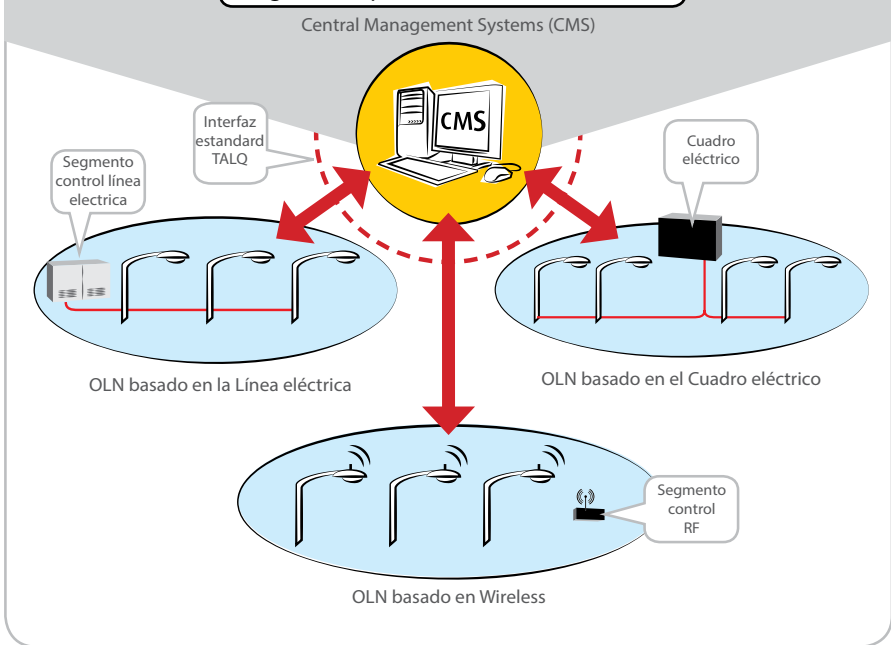 Central Management Systems (CMS)
CMS
Interfaz
estandard
TALQ
Cuadro
eléctrico
Segmento
control línea
electrica
OLN basado en la Línea eléctrica
OLN basado en el Cuadro eléctrico
Segmento
control
RF
OLN basado en Wireless